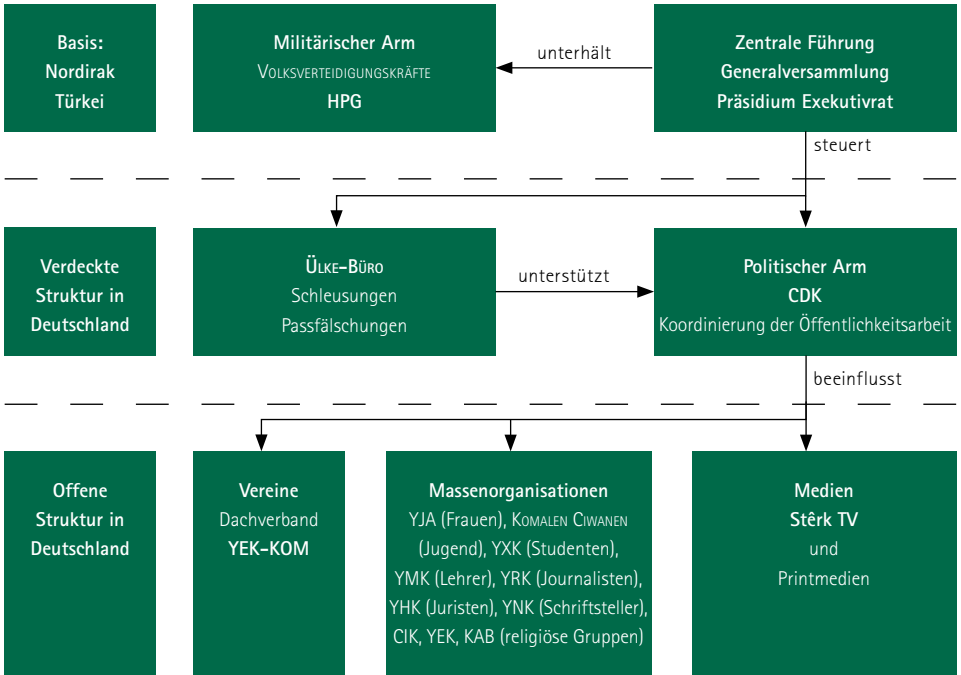 Basis:
Nordirak
Türkei
Militärischer Arm
Volksverteidigungskräfte
HPG
unterhält
Zentrale Führung
Generalversammlung
Präsidium Exekutivrat
steuert
Verdeckte
Struktur in
Deutschland
Ülke-Büro
Schleusungen
Passfälschungen
unterstützt
Politischer Arm
CDK
Koordinierung der Öffentlichkeitsarbeit
beeinflusst
Offene
Struktur in
Deutschland
Vereine
Dachverband
YEK-KOM
Massenorganisationen
YJA (Frauen), Komalen Ciwanen
(Jugend), YXK (Studenten),
YMK (Lehrer), YRK (Journalisten),
YHK (Juristen), YNK (Schriftsteller),
CIK, YEK, KAB (religiöse Gruppen)
Medien
Stêrk TV
und
Printmedien